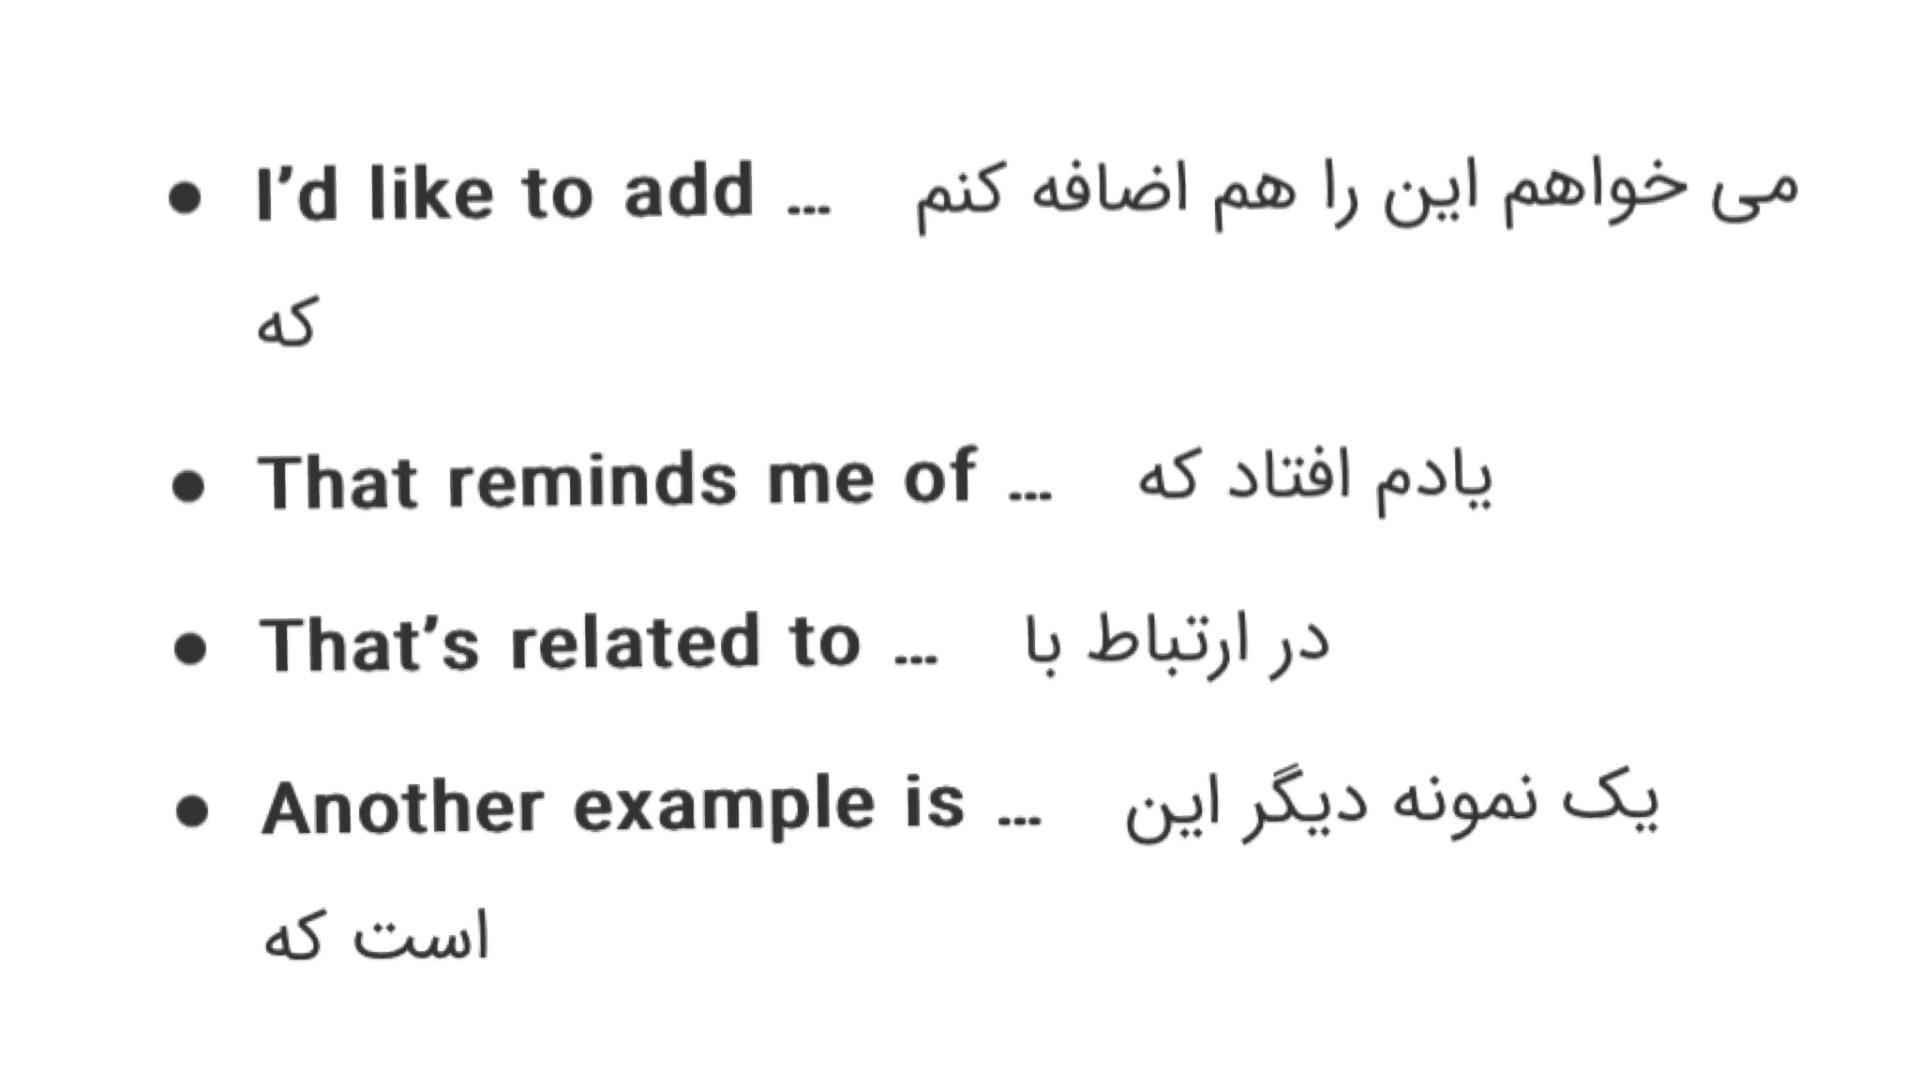 • I’d like to add ... می خواهم این را هم اضافه کنم
که
• That reminds me of ... یادم افتاد که
• That’s related to ... در ارتباط با
• Another example is ... یک نمونه دیگر این
است که